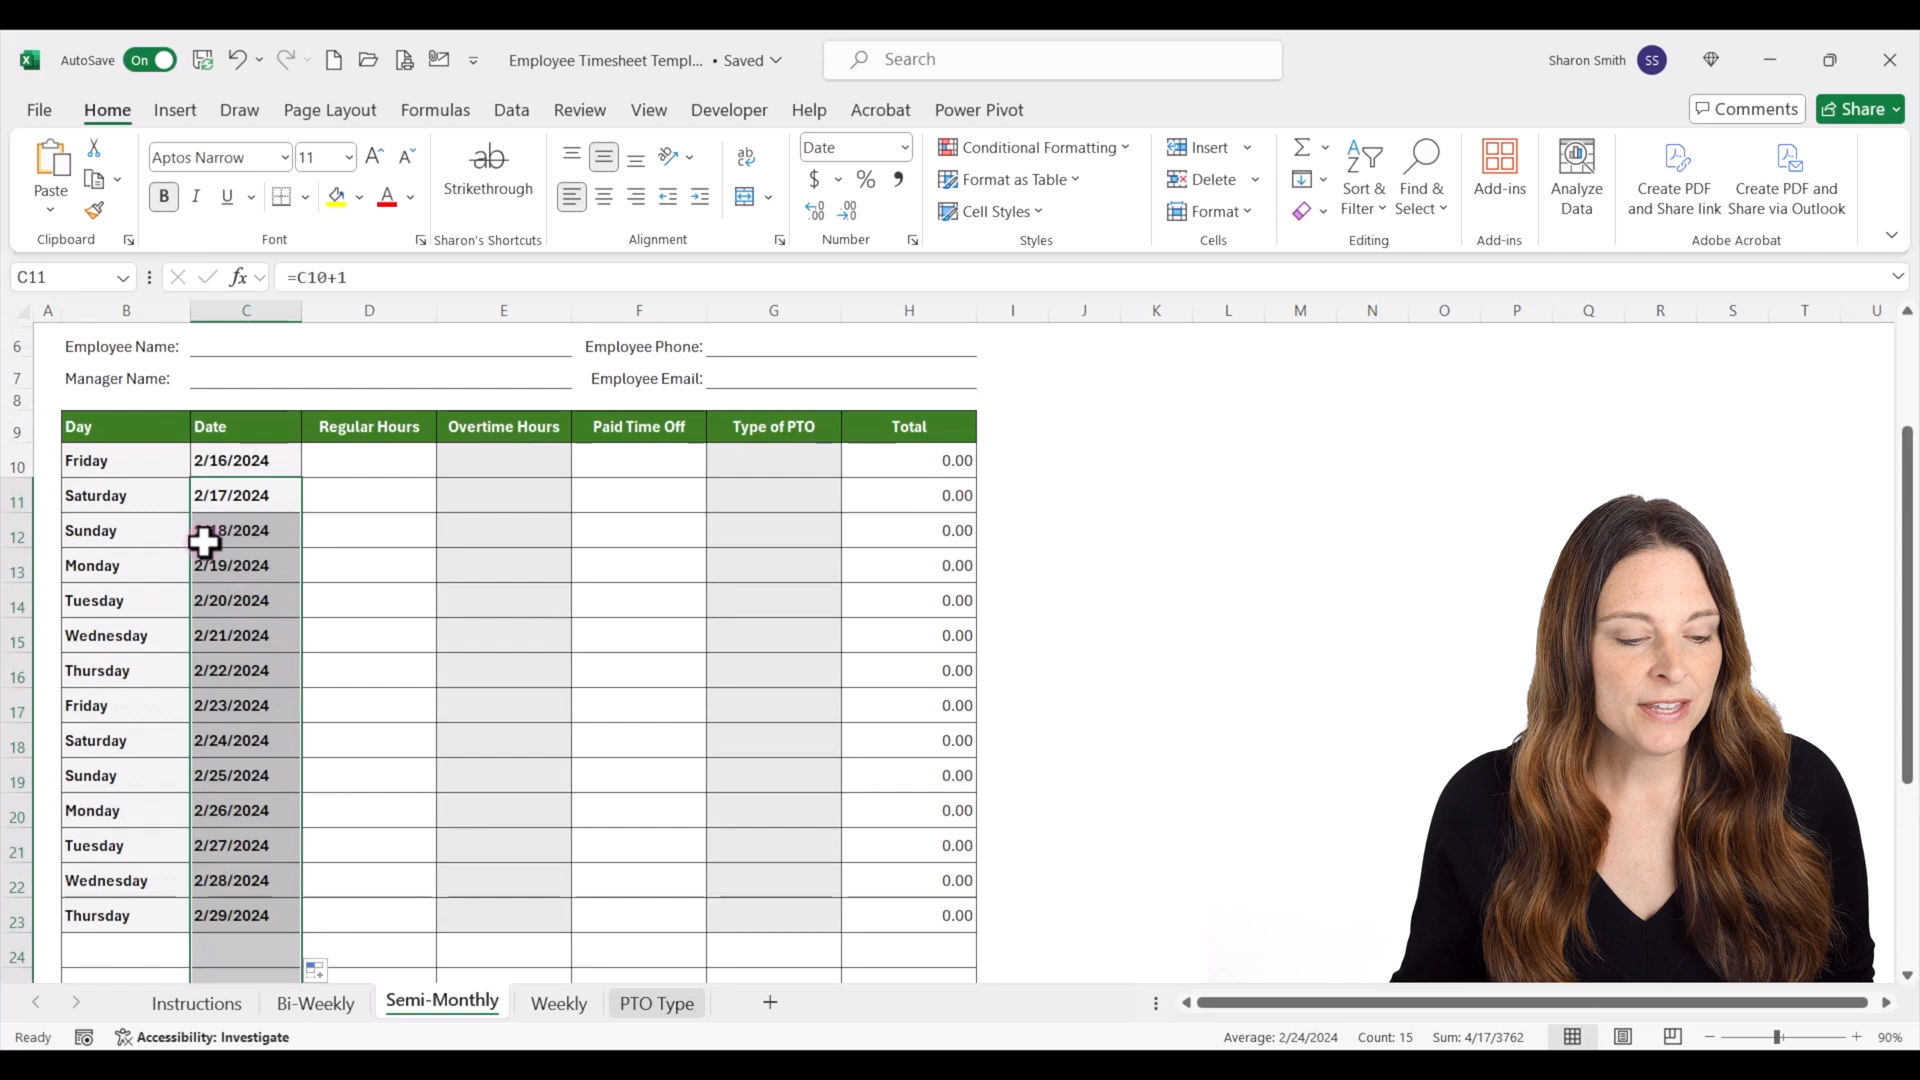 AutoSave On Employee Timesheet Templ... • Saved Search Sharon Smith SS
File Home Insert Draw Page Layout Formulas Data Review View Developer Help Acrobat Power Pivot Comments Share
Paste Aptos Narrow 11 B I U Strikethrough Date $ % Conditional Formatting Format as Table Cell Styles Insert Delete Format Sort & Filter Find & Select Add-ins Analyze Data Create PDF and Share link Create PDF and Share via Outlook
Clipboard Font Sharon's Shortcuts Alignment Number Styles Cells Editing Add-ins Adobe Acrobat
C11 fx =C10+1
A B C D E F G H I J K L M N O P Q R S T U
6 Employee Name: Employee Phone:
7 Manager Name: Employee Email:
8
9 Day Date Regular Hours Overtime Hours Paid Time Off Type of PTO Total
10 Friday 2/16/2024 0.00
11 Saturday 2/17/2024 0.00
12 Sunday 8/2024 0.00
13 Monday 2/19/2024 0.00
14 Tuesday 2/20/2024 0.00
15 Wednesday 2/21/2024 0.00
16 Thursday 2/22/2024 0.00
17 Friday 2/23/2024 0.00
18 Saturday 2/24/2024 0.00
19 Sunday 2/25/2024 0.00
20 Monday 2/26/2024 0.00
21 Tuesday 2/27/2024 0.00
22 Wednesday 2/28/2024 0.00
23 Thursday 2/29/2024 0.00
24
Instructions Bi-Weekly Semi-Monthly Weekly PTO Type
Ready Accessibility: Investigate Average: 2/24/2024 Count: 15 Sum: 4/17/3762 90%